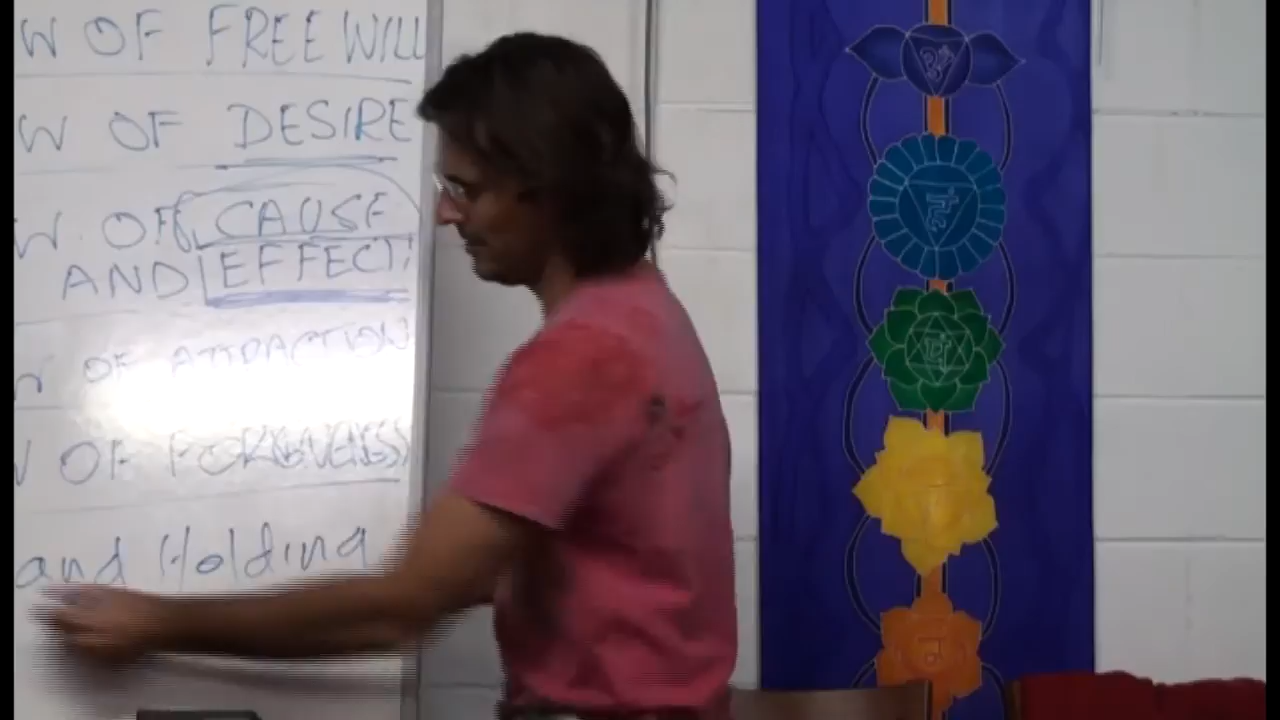 W OF FREE WILL
W OF DESIRE
W OF CAUSE
AND EFFECT
W OF ATTRACTION
W OF FORGIVENESS
and Holding
ॐ
हं
यं
वं